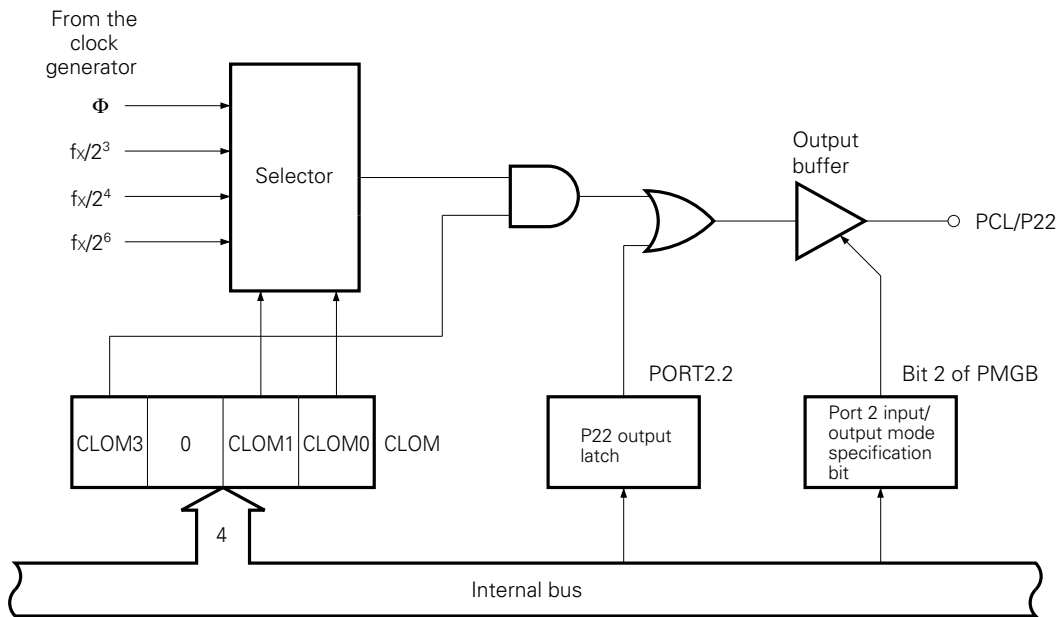 From the
clock
generator
Φ
fx/2³
fx/2⁴
fx/2⁶
Selector
Output
buffer
PCL/P22
PORT2.2
Bit 2 of PMGB
CLOM3
0
CLOM1
CLOM0
CLOM
P22 output
latch
Port 2 input/
output mode
specification
bit
4
Internal bus